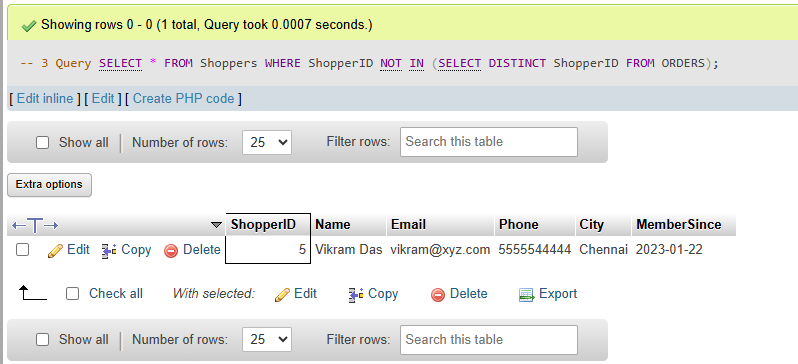 Showing rows 0 - 0 (1 total, Query took 0.0007 seconds.)
-- 3 Query SELECT * FROM Shoppers WHERE ShopperID NOT IN (SELECT DISTINCT ShopperID FROM ORDERS);
[ Edit inline ] [ Edit ] [ Create PHP code ]
Show all | Number of rows: 25 Filter rows: Search this table
Extra options
←T→ ShopperID Name Email Phone City MemberSince
Edit Copy Delete 5 Vikram Das vikram@xyz.com 5555544444 Chennai 2023-01-22
Check all With selected: Edit Copy Delete Export
Show all | Number of rows: 25 Filter rows: Search this table